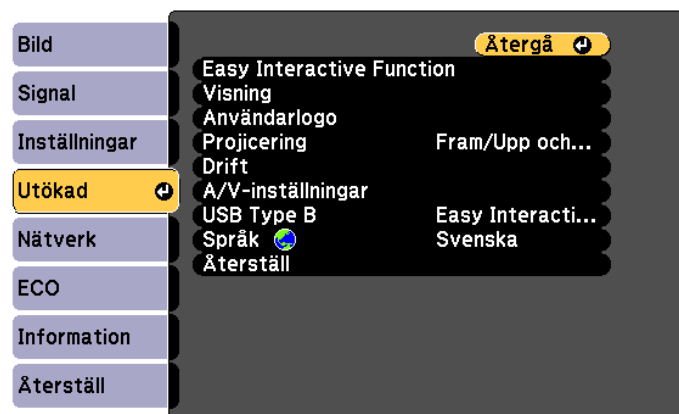 Bild
Signal
Inställningar
Utökad
Nätverk
ECO
Information
Återställ
Återgå
Easy Interactive Function
Visning
Användarlogo
Projicering Fram/Upp och...
Drift
A/V-inställningar
USB Type B Easy Interacti...
Språk Svenska
Återställ